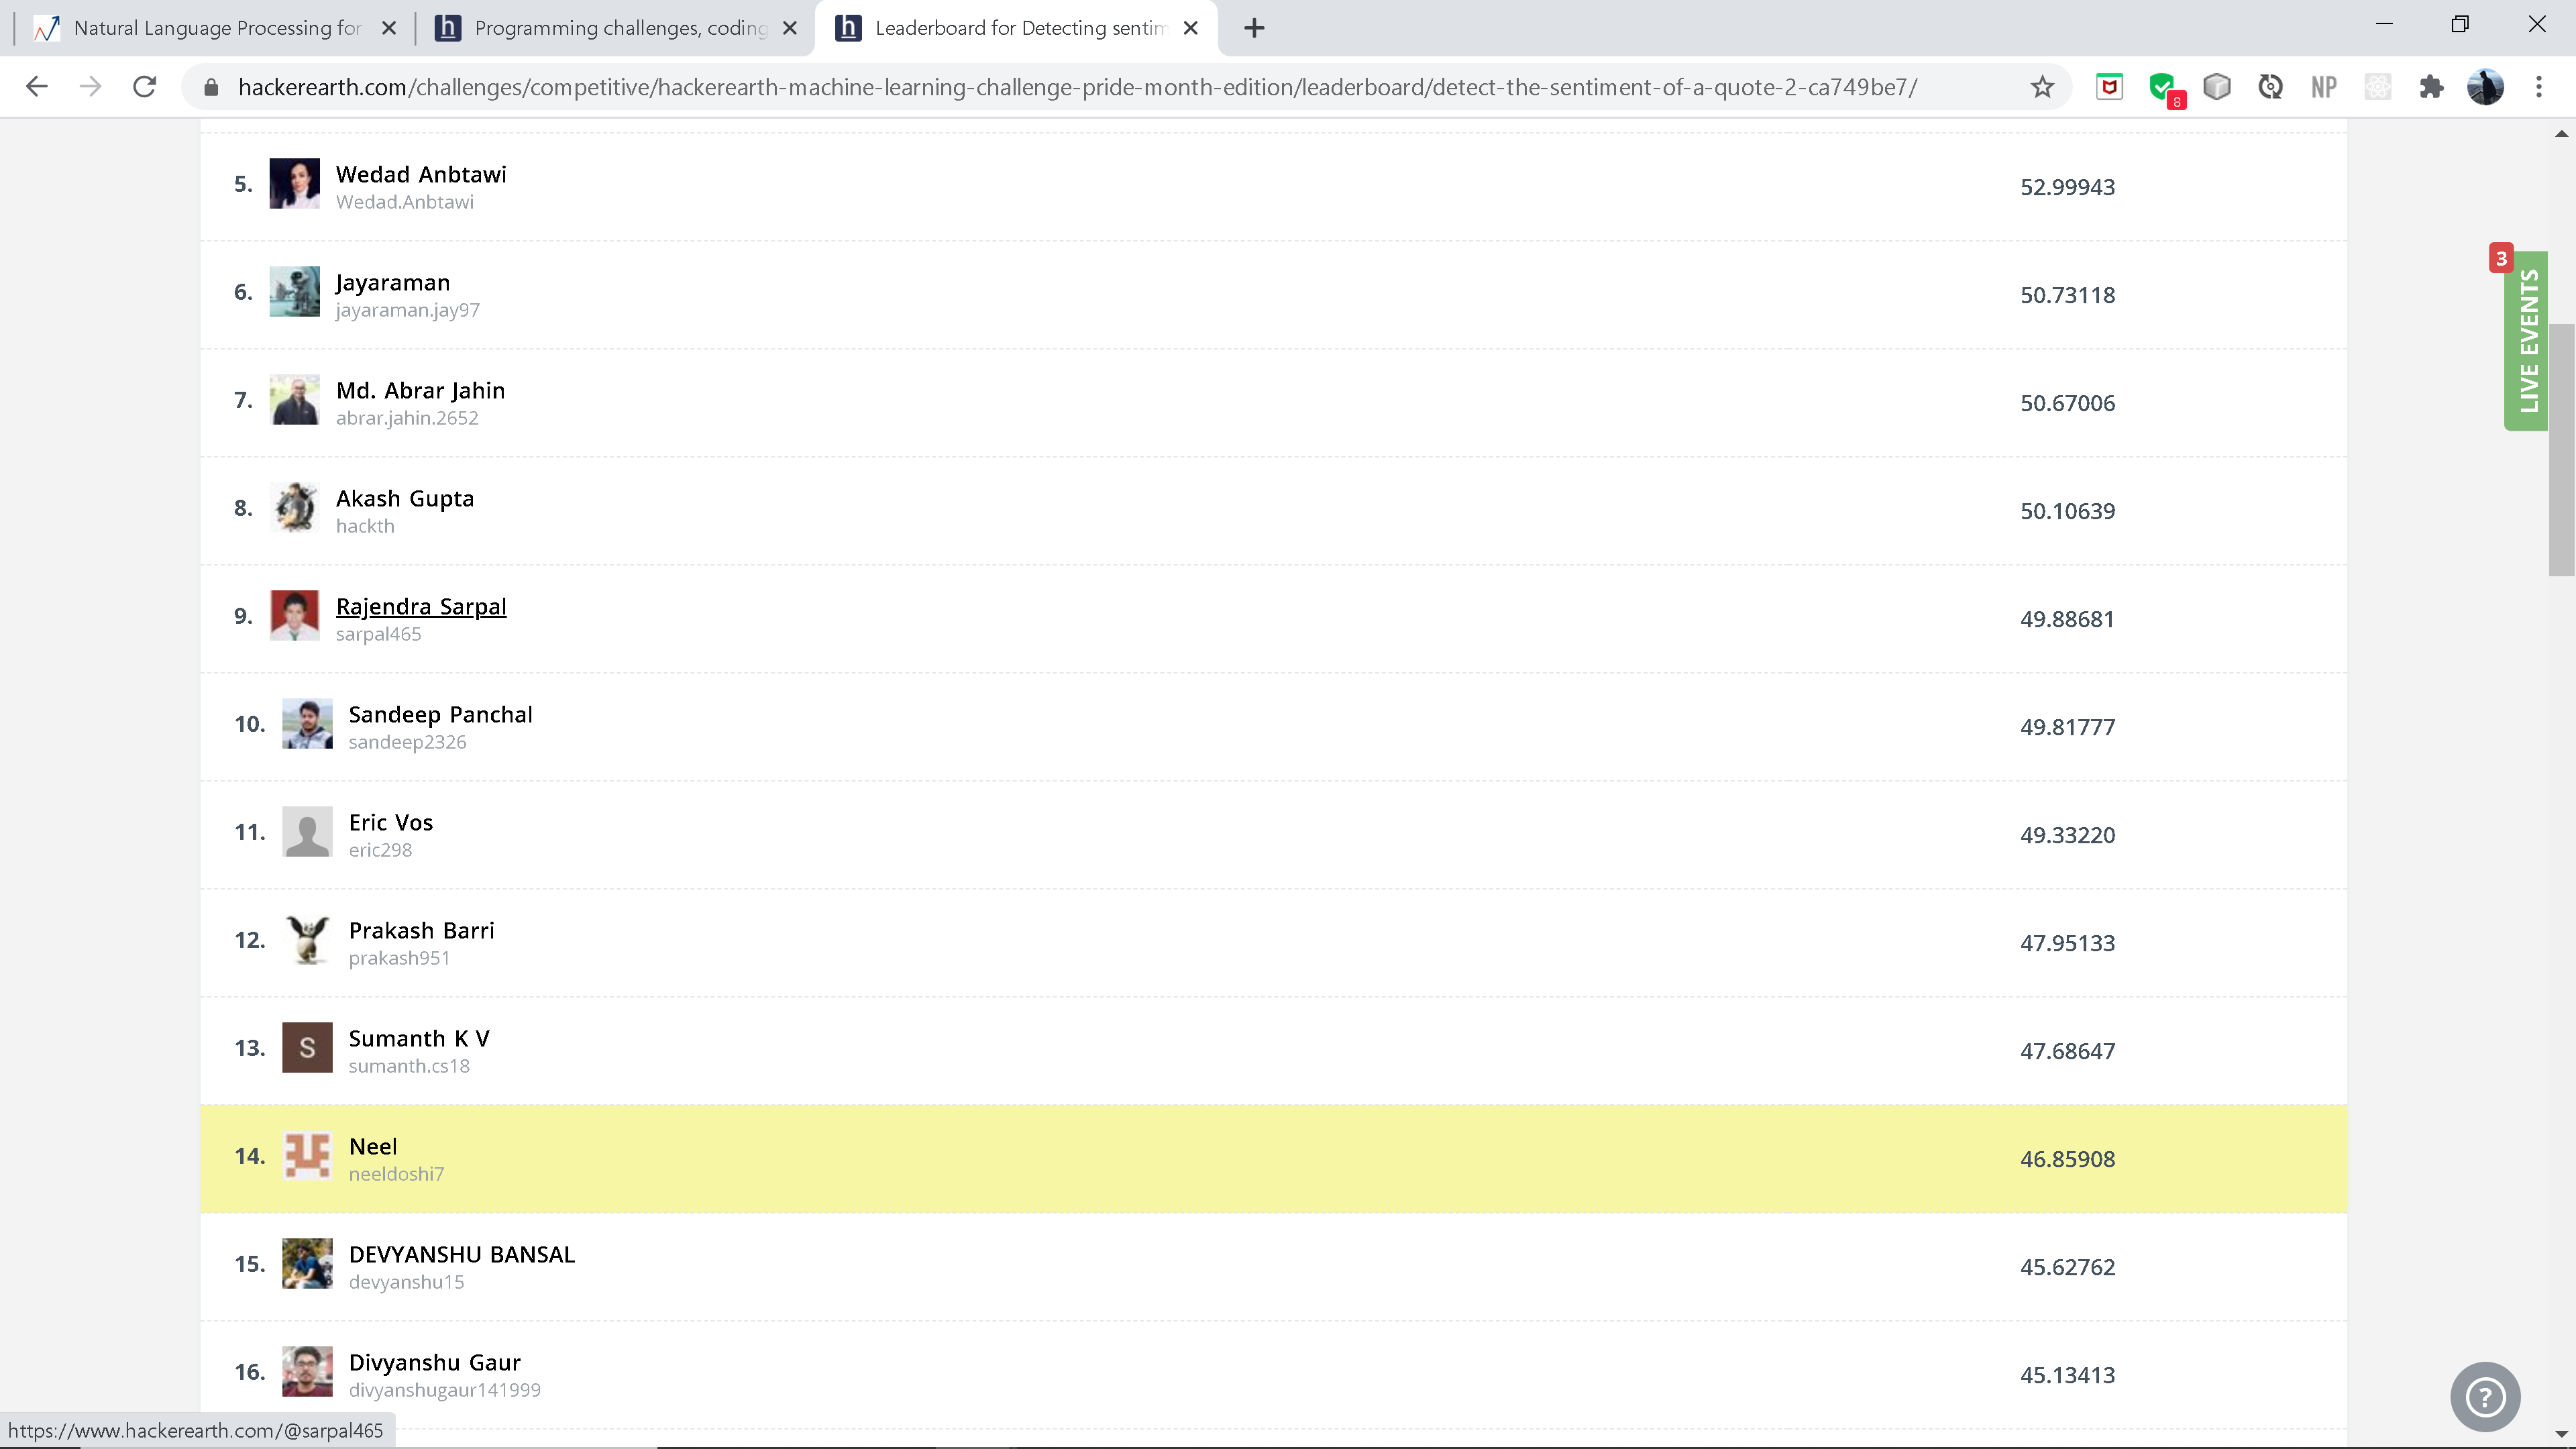 Natural Language Processing for
Programming challenges, coding
Leaderboard for Detecting sentim
hackerearth.com/challenges/competitive/hackerearth-machine-learning-challenge-pride-month-edition/leaderboard/detect-the-sentiment-of-a-quote-2-ca749be7/
8
NP
5. Wedad Anbtawi 52.99943
Wedad.Anbtawi
6. Jayaraman 50.73118
jayaraman.jay97
7. Md. Abrar Jahin 50.67006
abrar.jahin.2652
8. Akash Gupta 50.10639
hackth
9. Rajendra Sarpal 49.88681
sarpal465
10. Sandeep Panchal 49.81777
sandeep2326
11. Eric Vos 49.33220
eric298
12. Prakash Barri 47.95133
prakash951
13. S Sumanth K V 47.68647
sumanth.cs18
14. Neel 46.85908
neeldoshi7
15. DEVYANSHU BANSAL 45.62762
devyanshu15
16. Divyanshu Gaur 45.13413
divyanshugaur141999
3
LIVE EVENTS
?
https://www.hackerearth.com/@sarpal465